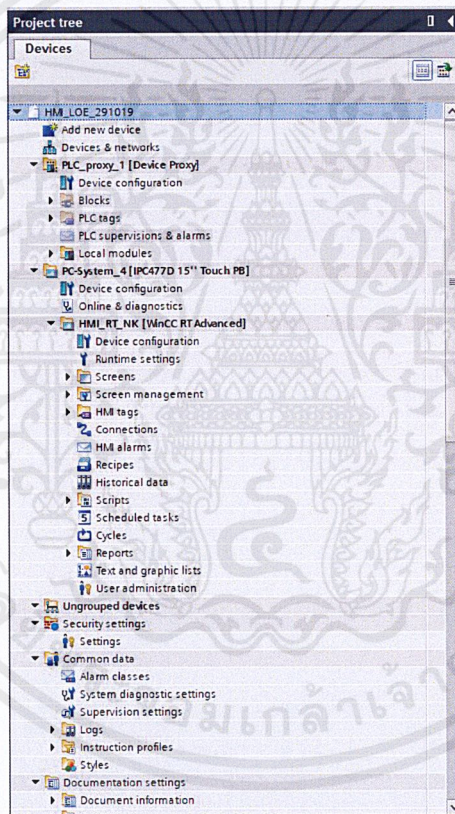 Project tree
Devices
HMI_LOE_291019
Add new device
Devices & networks
PLC_proxy_1 [Device Proxy]
Device configuration
Blocks
PLC tags
PLC supervisions & alarms
Local modules
PC-System_4 [IPC477D 15'' Touch PB]
Device configuration
Online & diagnostics
HMI_RT_NK [WinCC RT Advanced]
Device configuration
Runtime settings
Screens
Screen management
HMI tags
Connections
HMI alarms
Recipes
Historical data
Scripts
Scheduled tasks
Cycles
Reports
Text and graphic lists
User administration
Ungrouped devices
Security settings
Settings
Common data
Alarm classes
System diagnostic settings
Supervision settings
Logs
Instruction profiles
Styles
Documentation settings
Document information